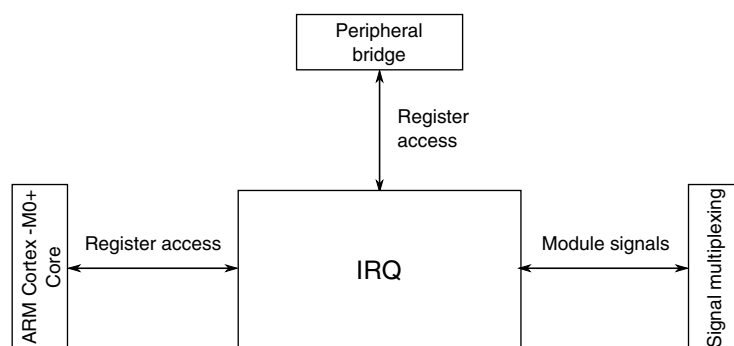 Peripheral
bridge
Register
access
ARM Cortex -M0+
Core
Register access
IRQ
Module signals
Signal multiplexing